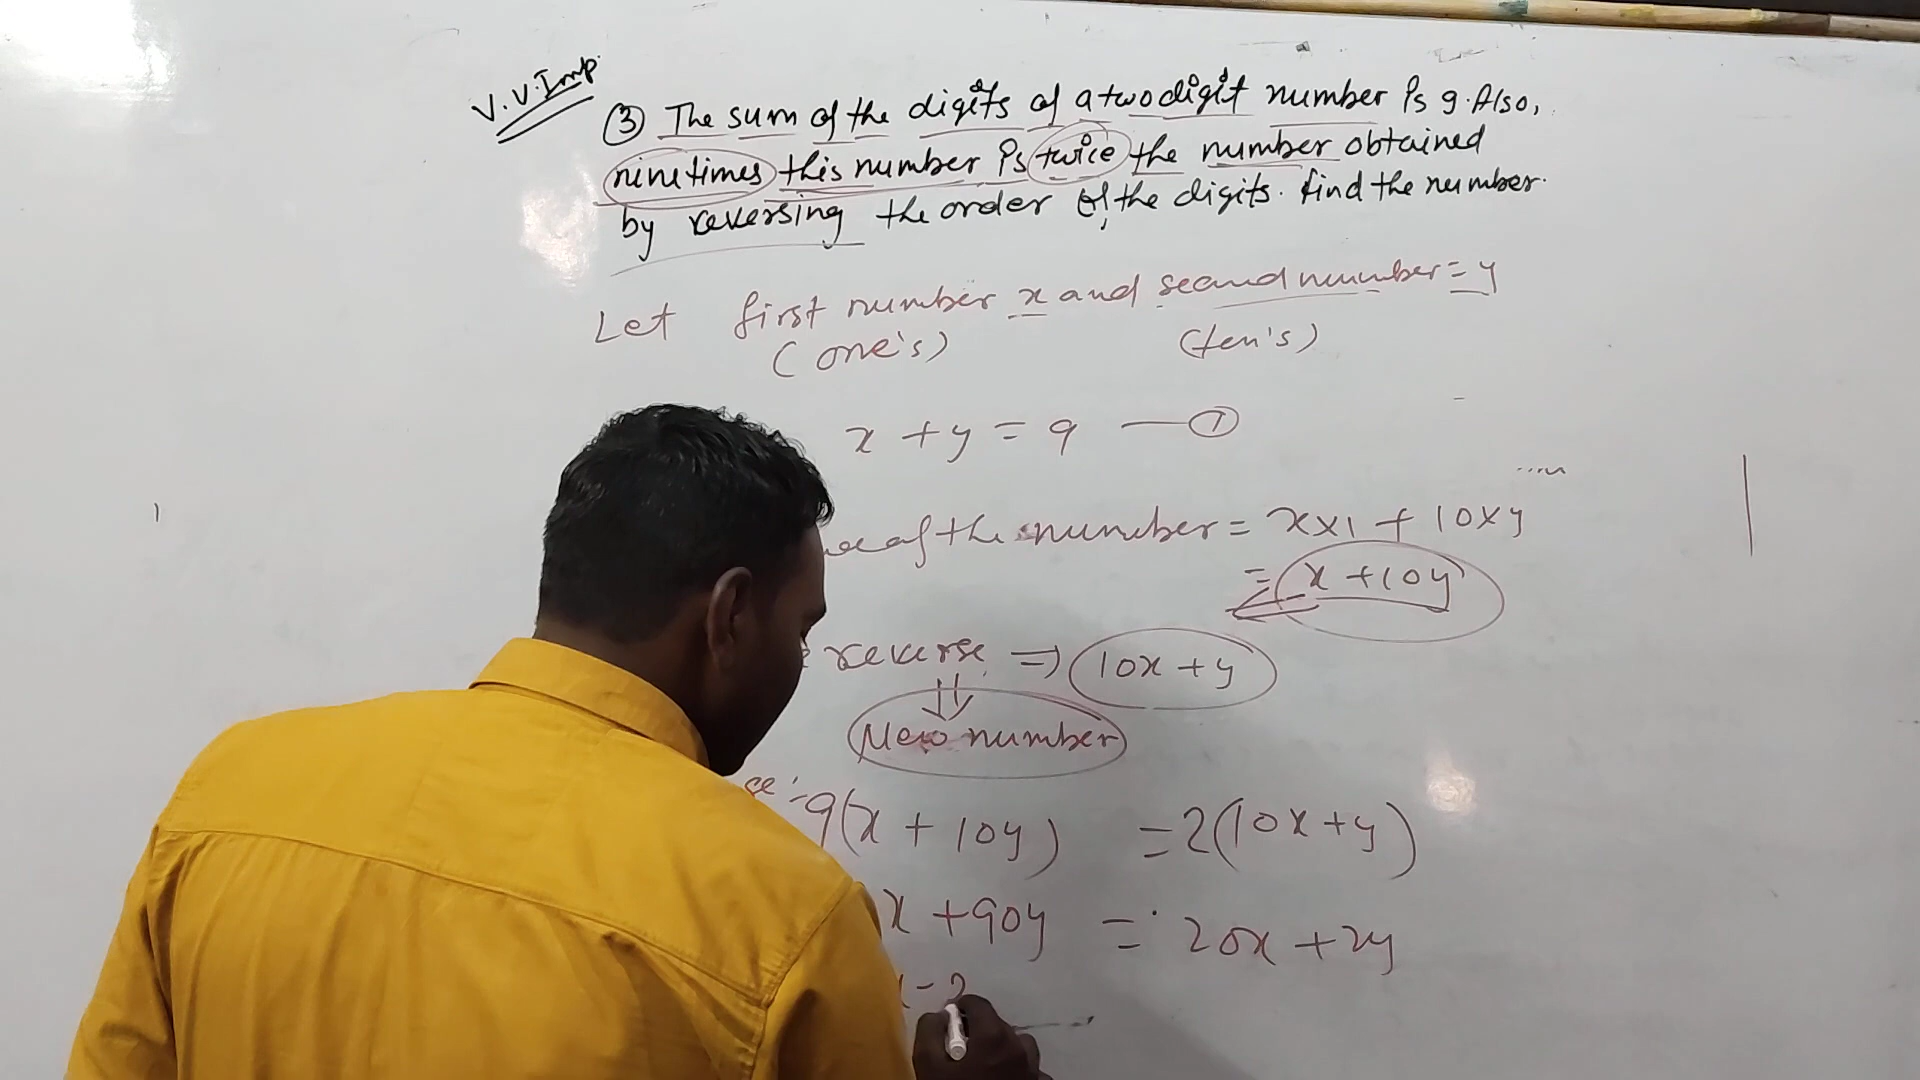 V.V.Imp.
③ The sum of the digits of a two digit number is 9. Also,
nine times this number is twice the number obtained
by reversing the order of the digits. find the number.
Let first number x and second number = y
(one's) (ten's)
x + y = 9 — ①
of the number = x×1 + 10×y
= x + 10y
reverse ⇒ 10x + y
New number
9(x + 10y) = 2(10x + y)
x + 90y = 20x + 2y